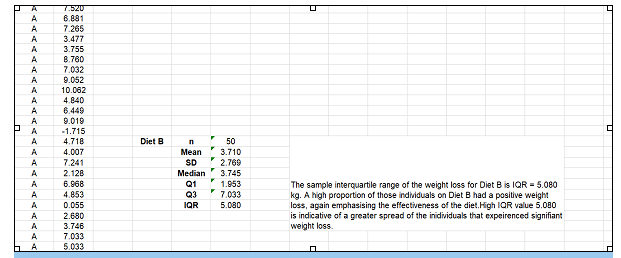 A 7.520
A 6.881
A 7.265
A 3.477
A 3.755
A 8.760
A 7.032
A 9.052
A 10.062
A 4.840
A 6.449
A 9.019
A -1.715
A 4.718 Diet B n 50
A 4.007 Mean 3.710
A 7.241 SD 2.769
A 2.128 Median 3.745
A 6.968 Q1 1.953 The sample interquartile range of the weight loss for Diet B is IQR = 5.080
A 4.853 Q3 7.033 kg. A high proportion of those individuals on Diet B had a positive weight
A 0.055 IQR 5.080 loss, again emphasising the effectiveness of the diet.High IQR value 5.080
A 2.680 is indicative of a greater spread of the inidividuals that expeirenced signifiant
A 3.746 weight loss.
A 7.033
A 5.033